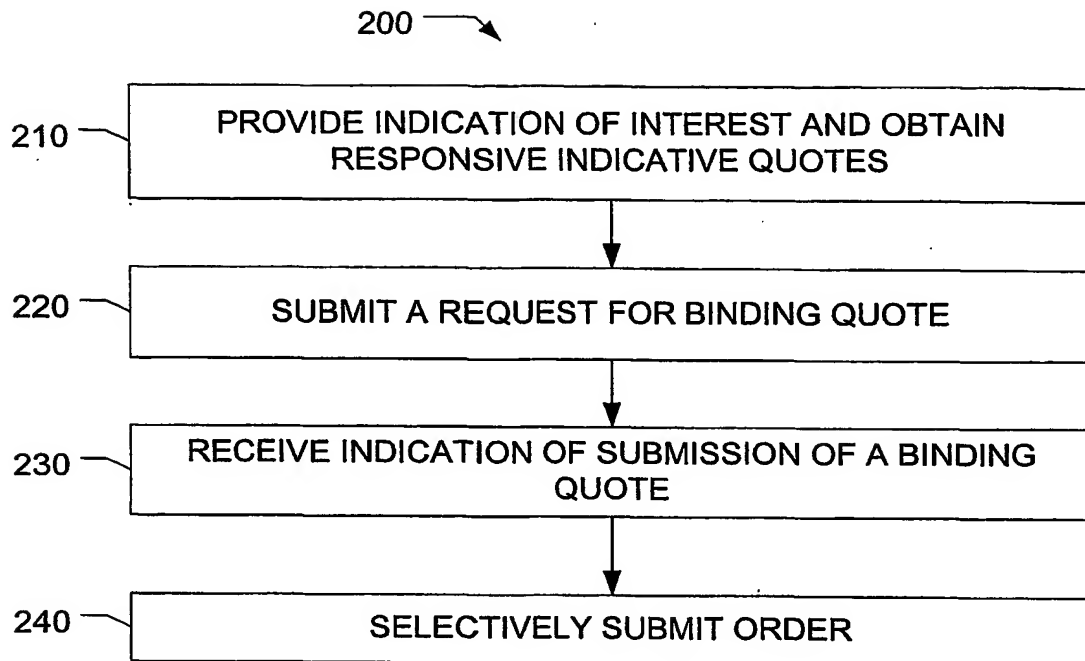 200
210
PROVIDE INDICATION OF INTEREST AND OBTAIN
RESPONSIVE INDICATIVE QUOTES
220
SUBMIT A REQUEST FOR BINDING QUOTE
230
RECEIVE INDICATION OF SUBMISSION OF A BINDING
QUOTE
240
SELECTIVELY SUBMIT ORDER